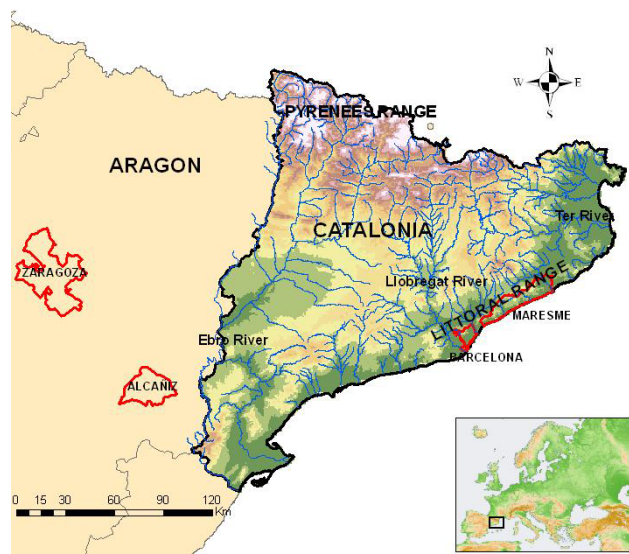 N
W E
S
PYRENEES RANGE
ARAGON
CATALONIA
Ter River
ZARAGOZA
Llobregat River
LITTORAL RANGE
MARESME
Ebro River
BARCELONA
ALCAÑIZ
0 15 30 60 90 120
Km